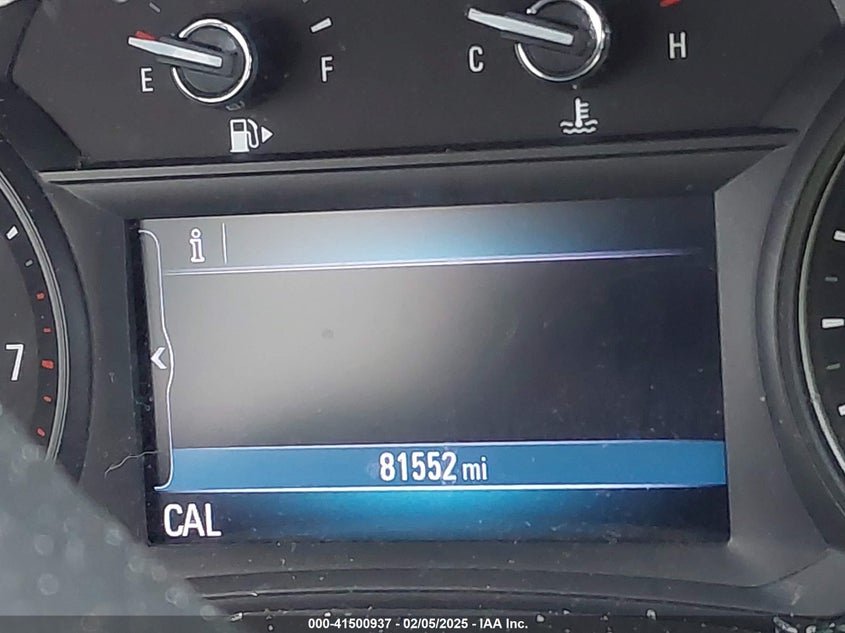 E F C H
i
7
81552 mi
CAL
000-41500937 - 02/05/2025 - IAA Inc.